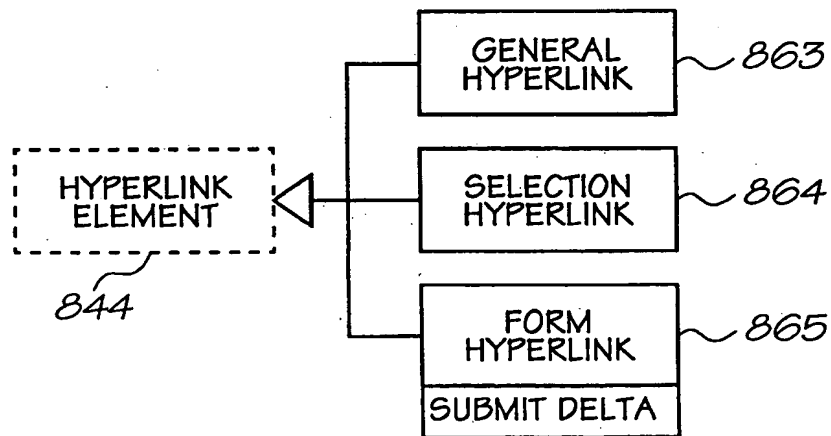 GENERAL
HYPERLINK
863
HYPERLINK
ELEMENT
844
SELECTION
HYPERLINK
864
FORM
HYPERLINK
865
SUBMIT DELTA